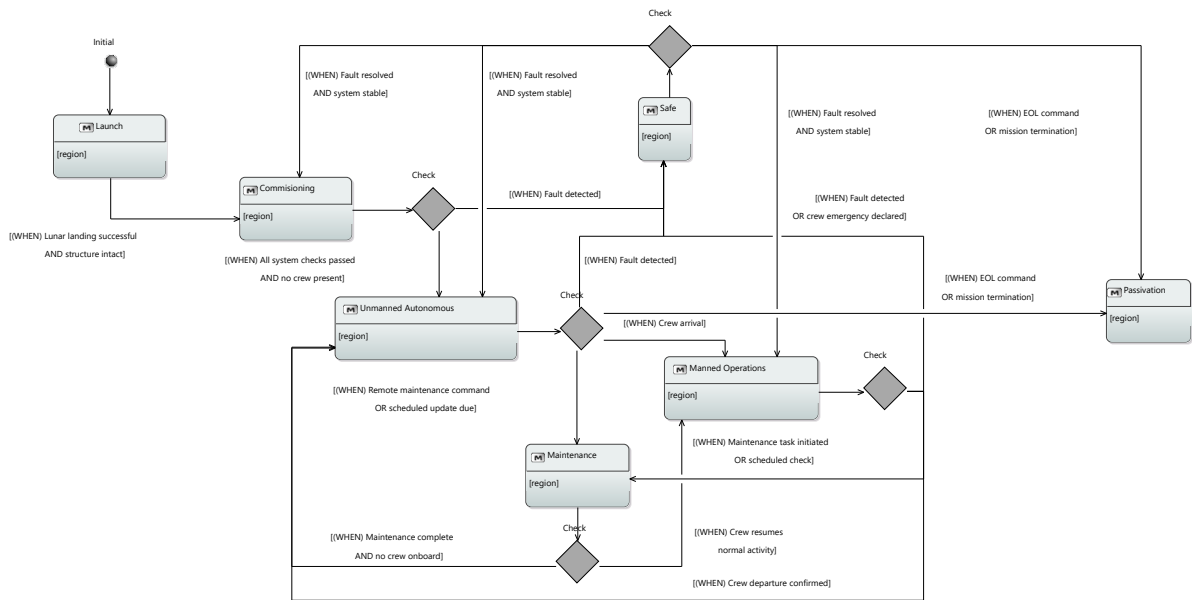 Check
Initial
[(WHEN) Fault resolved
AND system stable]
[(WHEN) Fault resolved
AND system stable]
Safe
[region]
[(WHEN) Fault resolved
AND system stable]
[(WHEN) EOL command
OR mission termination]
Launch
[region]
Check
Commisioning
[region]
[(WHEN) Fault detected]
[(WHEN) Fault detected
OR crew emergency declared]
[(WHEN) Lunar landing successful
AND structure intact]
[(WHEN) All system checks passed
AND no crew present]
[(WHEN) Fault detected]
[(WHEN) EOL command
OR mission termination]
Passivation
[region]
Unmanned Autonomous
[region]
Check
[(WHEN) Crew arrival]
Manned Operations
[region]
Check
[(WHEN) Remote maintenance command
OR scheduled update due]
[(WHEN) Maintenance task initiated
OR scheduled check]
Maintenance
[region]
Check
[(WHEN) Maintenance complete
AND no crew onboard]
[(WHEN) Crew resumes
normal activity]
[(WHEN) Crew departure confirmed]